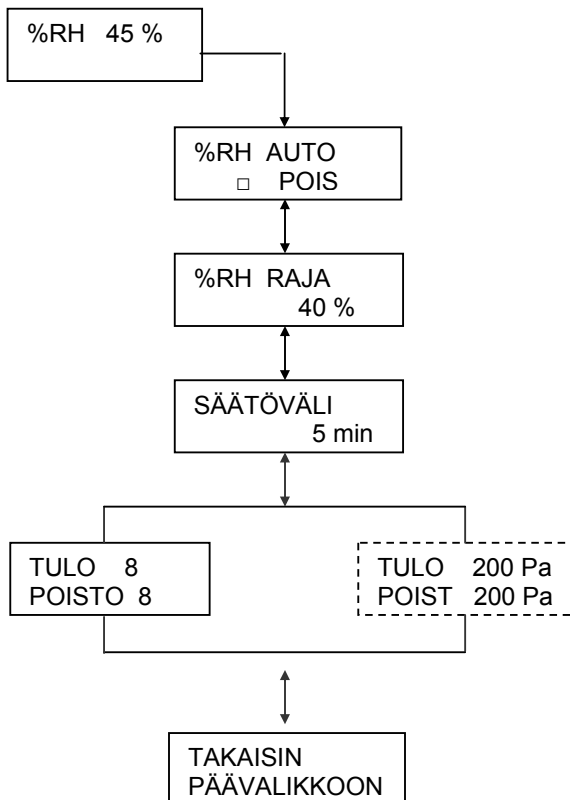 %RH 45 %
%RH AUTO
□ POIS
%RH RAJA
40 %
SÄÄTÖVÄLI
5 min
TULO 8
POISTO 8
TULO 200 Pa
POIST 200 Pa
TAKAISIN
PÄÄVALIKKOON